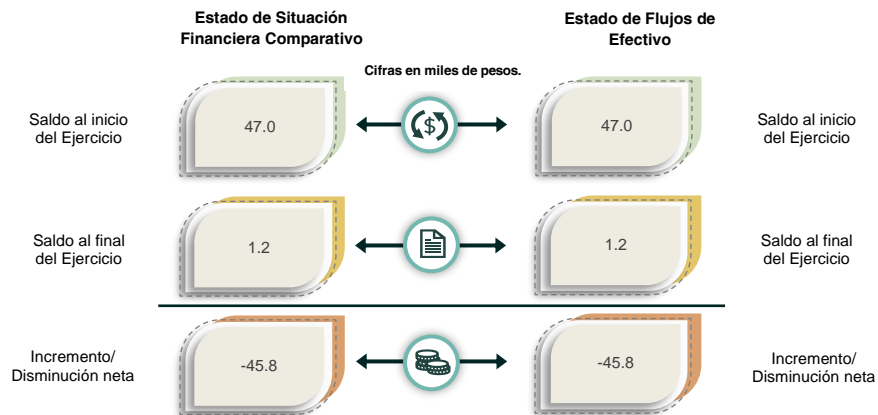 Estado de Situación
Financiera Comparativo
Estado de Flujos de
Efectivo
Cifras en miles de pesos.
Saldo al inicio
del Ejercicio
47.0
$
47.0
Saldo al inicio
del Ejercicio
Saldo al final
del Ejercicio
1.2
1.2
Saldo al final
del Ejercicio
Incremento/
Disminución neta
-45.8
-45.8
Incremento/
Disminución neta